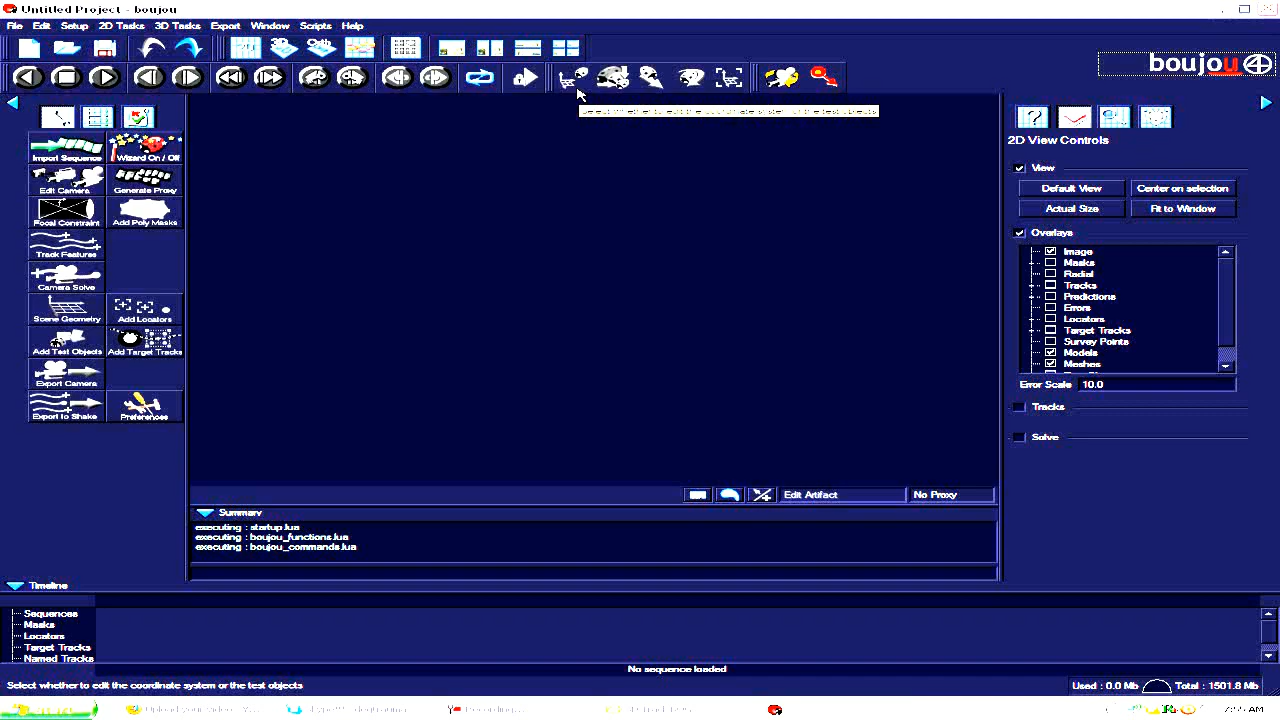 Untitled Project - boujou
File Edit Setup 2D Tasks 3D Tasks Export Window Scripts Help
boujou 4
Import Sequence Wizard On / Off
Edit Camera Generate Proxy
Focal Constraint Add Poly Masks
Track Features
Camera Solve
Scene Geometry Add Locators
Add Test Objects Add Target Tracks
Export Camera
Export to Shake Preferences
2D View Controls
View
Default View Center on selection
Actual Size Fit to Window
Overlays
Image
Masks
Radial
Tracks
Predictions
Errors
Locators
Target Tracks
Survey Points
Models
Meshes
Error Scale 10.0
Tracks
Solve
Edit Artifact No Proxy
Summary
executing : startup.lua
executing : boujou_functions.lua
executing : boujou_commands.lua
Timeline
Sequences
Masks
Locators
Target Tracks
Named Tracks
No sequence loaded
Select whether to edit the coordinate system or the test objects
Used : 0.0 Mb Total : 1501.8 Mb